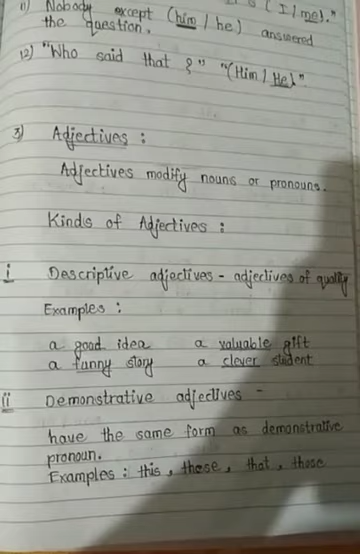 (I / me)."
11) Nobody except (him / he) answered
the question.
12) "Who said that ?" "(Him / He)"
3) Adjectives :
Adjectives modify nouns or pronouns.
Kinds of Adjectives :
i Descriptive adjectives - adjectives of quality
Examples :
a good idea a valuable gift
a funny story a clever student
ii Demonstrative adjectives -
have the same form as demonstrative
pronoun.
Examples : this, these, that, those